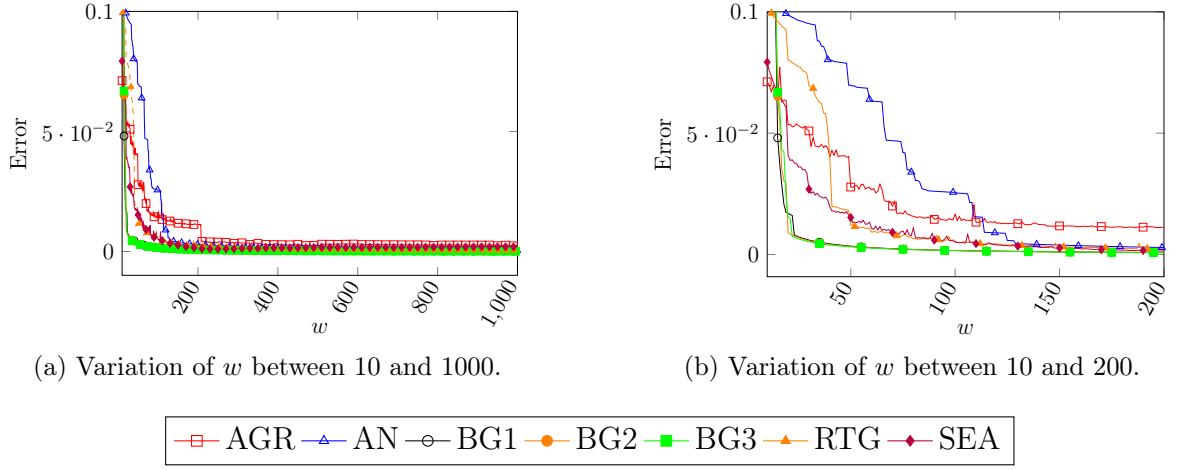 0.1
5 · 10⁻²
0
Error
200
400
600
800
1,000
w
(a) Variation of w between 10 and 1000.
0.1
5 · 10⁻²
0
Error
50
100
150
200
w
(b) Variation of w between 10 and 200.
AGR AN BG1 BG2 BG3 RTG SEA